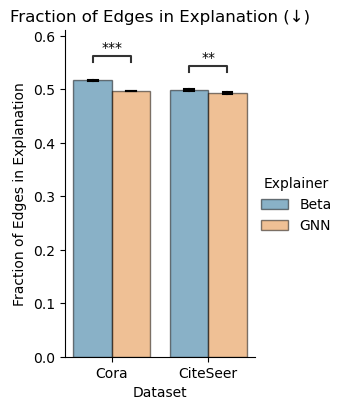 Fraction of Edges in Explanation (↓)
0.6
0.5
0.4
0.3
0.2
0.1
0.0
Fraction of Edges in Explanation
***
**
Cora
CiteSeer
Dataset
Explainer
Beta
GNN